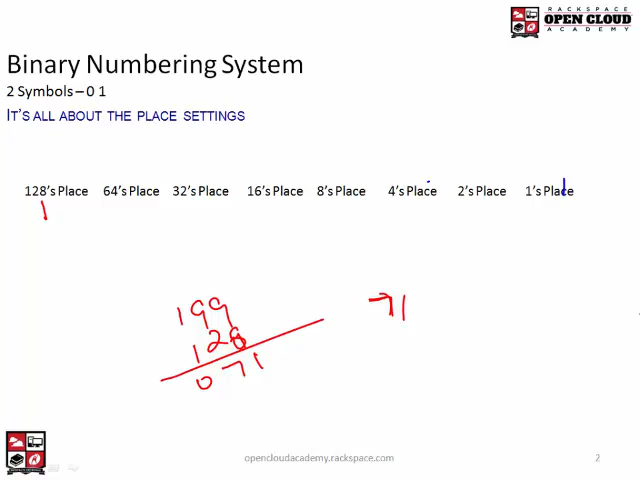 RACKSPACE
OPEN CLOUD
ACADEMY
Binary Numbering System
2 Symbols – 0 1
IT'S ALL ABOUT THE PLACE SETTINGS
128's Place 64's Place 32's Place 16's Place 8's Place 4's Place 2's Place 1's Place
1
199
128
071
71
opencloudacademy.rackspace.com
2